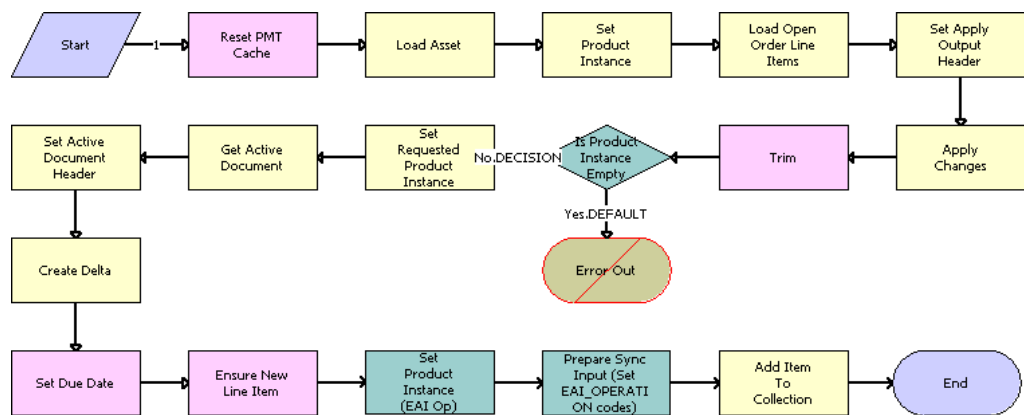 Start
1
Reset PMT
Cache
Load Asset
Set
Product
Instance
Load Open
Order Line
Items
Set Apply
Output
Header
Set Active
Document
Header
Get Active
Document
Set
Requested
Product
Instance
No.DECISION
Is Product
Instance
Empty
Trim
Apply
Changes
Yes.DEFAULT
Create Delta
Error Out
Set Due Date
Ensure New
Line Item
Set
Product
Instance
(EAI Op)
Prepare Sync
Input (Set
EAI_OPERATI
ON codes)
Add Item
To
Collection
End